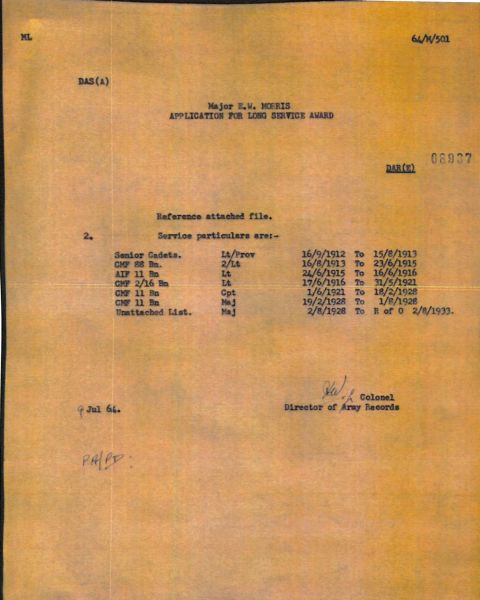 ML 64/M/501
DAS(A)
Major E.W. MORRIS
APPLICATION FOR LONG SERVICE AWARD
DAR(E) 08937
Reference attached file.
2. Service particulars are:-
Senior Cadets. Lt/Prov 16/9/1912 To 15/8/1913
CMF 88 Bn. 2/Lt 16/8/1913 To 23/6/1915
AIF 11 Bn Lt 24/6/1915 To 16/6/1916
CMF 2/16 Bn Lt 17/6/1916 To 31/5/1921
CMF 11 Bn Cpt 1/6/1921 To 18/2/1928
CMF 11 Bn Maj 19/2/1928 To 1/8/1928
Unattached List. Maj 2/8/1928 To R of O 2/8/1933.
Colonel
9 Jul 64. Director of Army Records
P.A/PD.